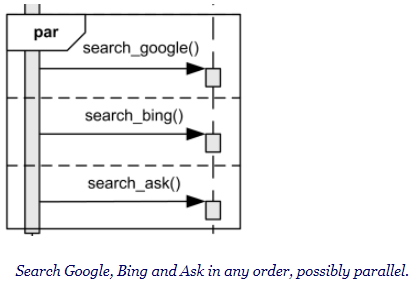 par
search_google()
search_bing()
search_ask()
Search Google, Bing and Ask in any order, possibly parallel.